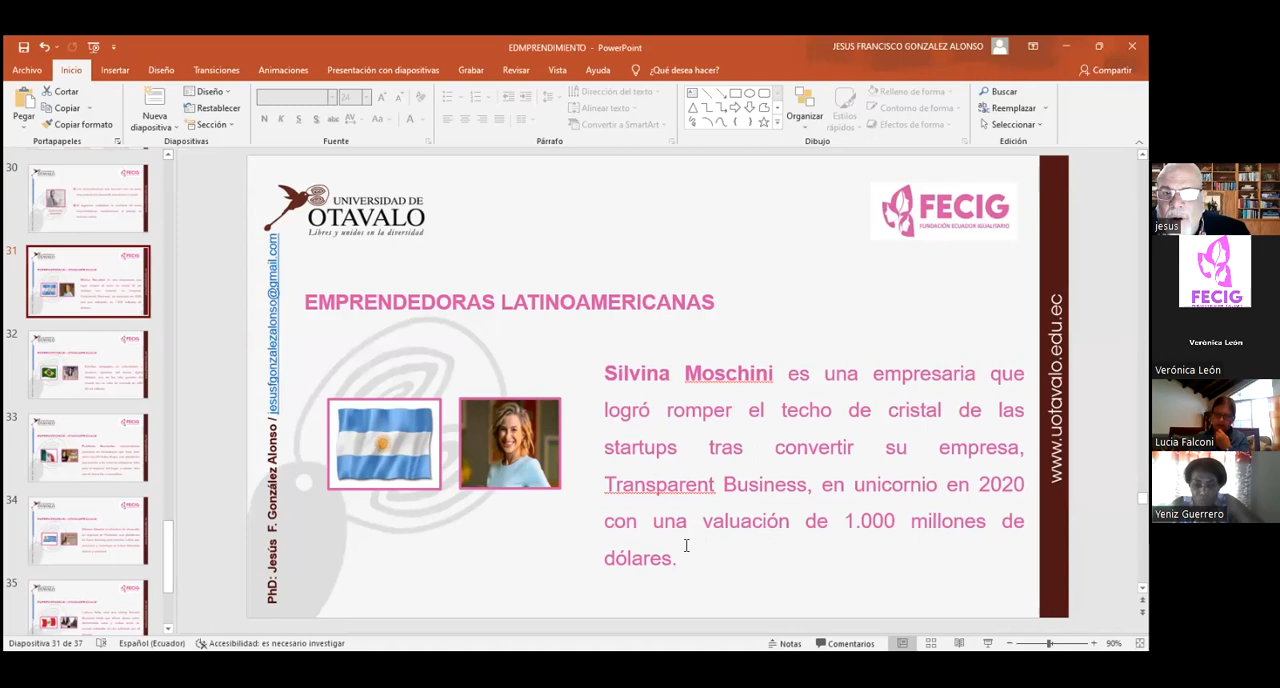 EDMPRENDIMIENTO - PowerPoint
JESUS FRANCISCO GONZALEZ ALONSO
Archivo Inicio Insertar Diseño Transiciones Animaciones Presentación con diapositivas Grabar Revisar Vista Ayuda ¿Qué desea hacer? Compartir
Pegar
Cortar
Copiar
Copiar formato
Portapapeles
Nueva diapositiva
Diseño
Restablecer
Sección
Diapositivas
24
N K S S abc AV Aa A
Fuente
Dirección del texto
Alinear texto
Convertir a SmartArt
Párrafo
Organizar
Estilos rápidos
Relleno de forma
Contorno de forma
Efectos de forma
Dibujo
Buscar
Reemplazar
Seleccionar
Edición
30
31
32
33
34
35
UNIVERSIDAD DE
OTAVALO
Libres y unidos en la diversidad
FECIG
FUNDACIÓN ECUADOR IGUALITARIO
PhD: Jesús F. González Alonso / jesusfgonzalezalonso@gmail.com
EMPRENDEDORAS LATINOAMERICANAS
Silvina Moschini es una empresaria que
logró romper el techo de cristal de las
startups tras convertir su empresa,
Transparent Business, en unicornio en 2020
con una valuación de 1.000 millones de
dólares.
www.uotavalo.edu.ec
jesus
FECIG
Verónica León
Verónica León
Lucia Falconi
Yeniz Guerrero
Diapositiva 31 de 37 Español (Ecuador) Accesibilidad: es necesario investigar Notas Comentarios 90%